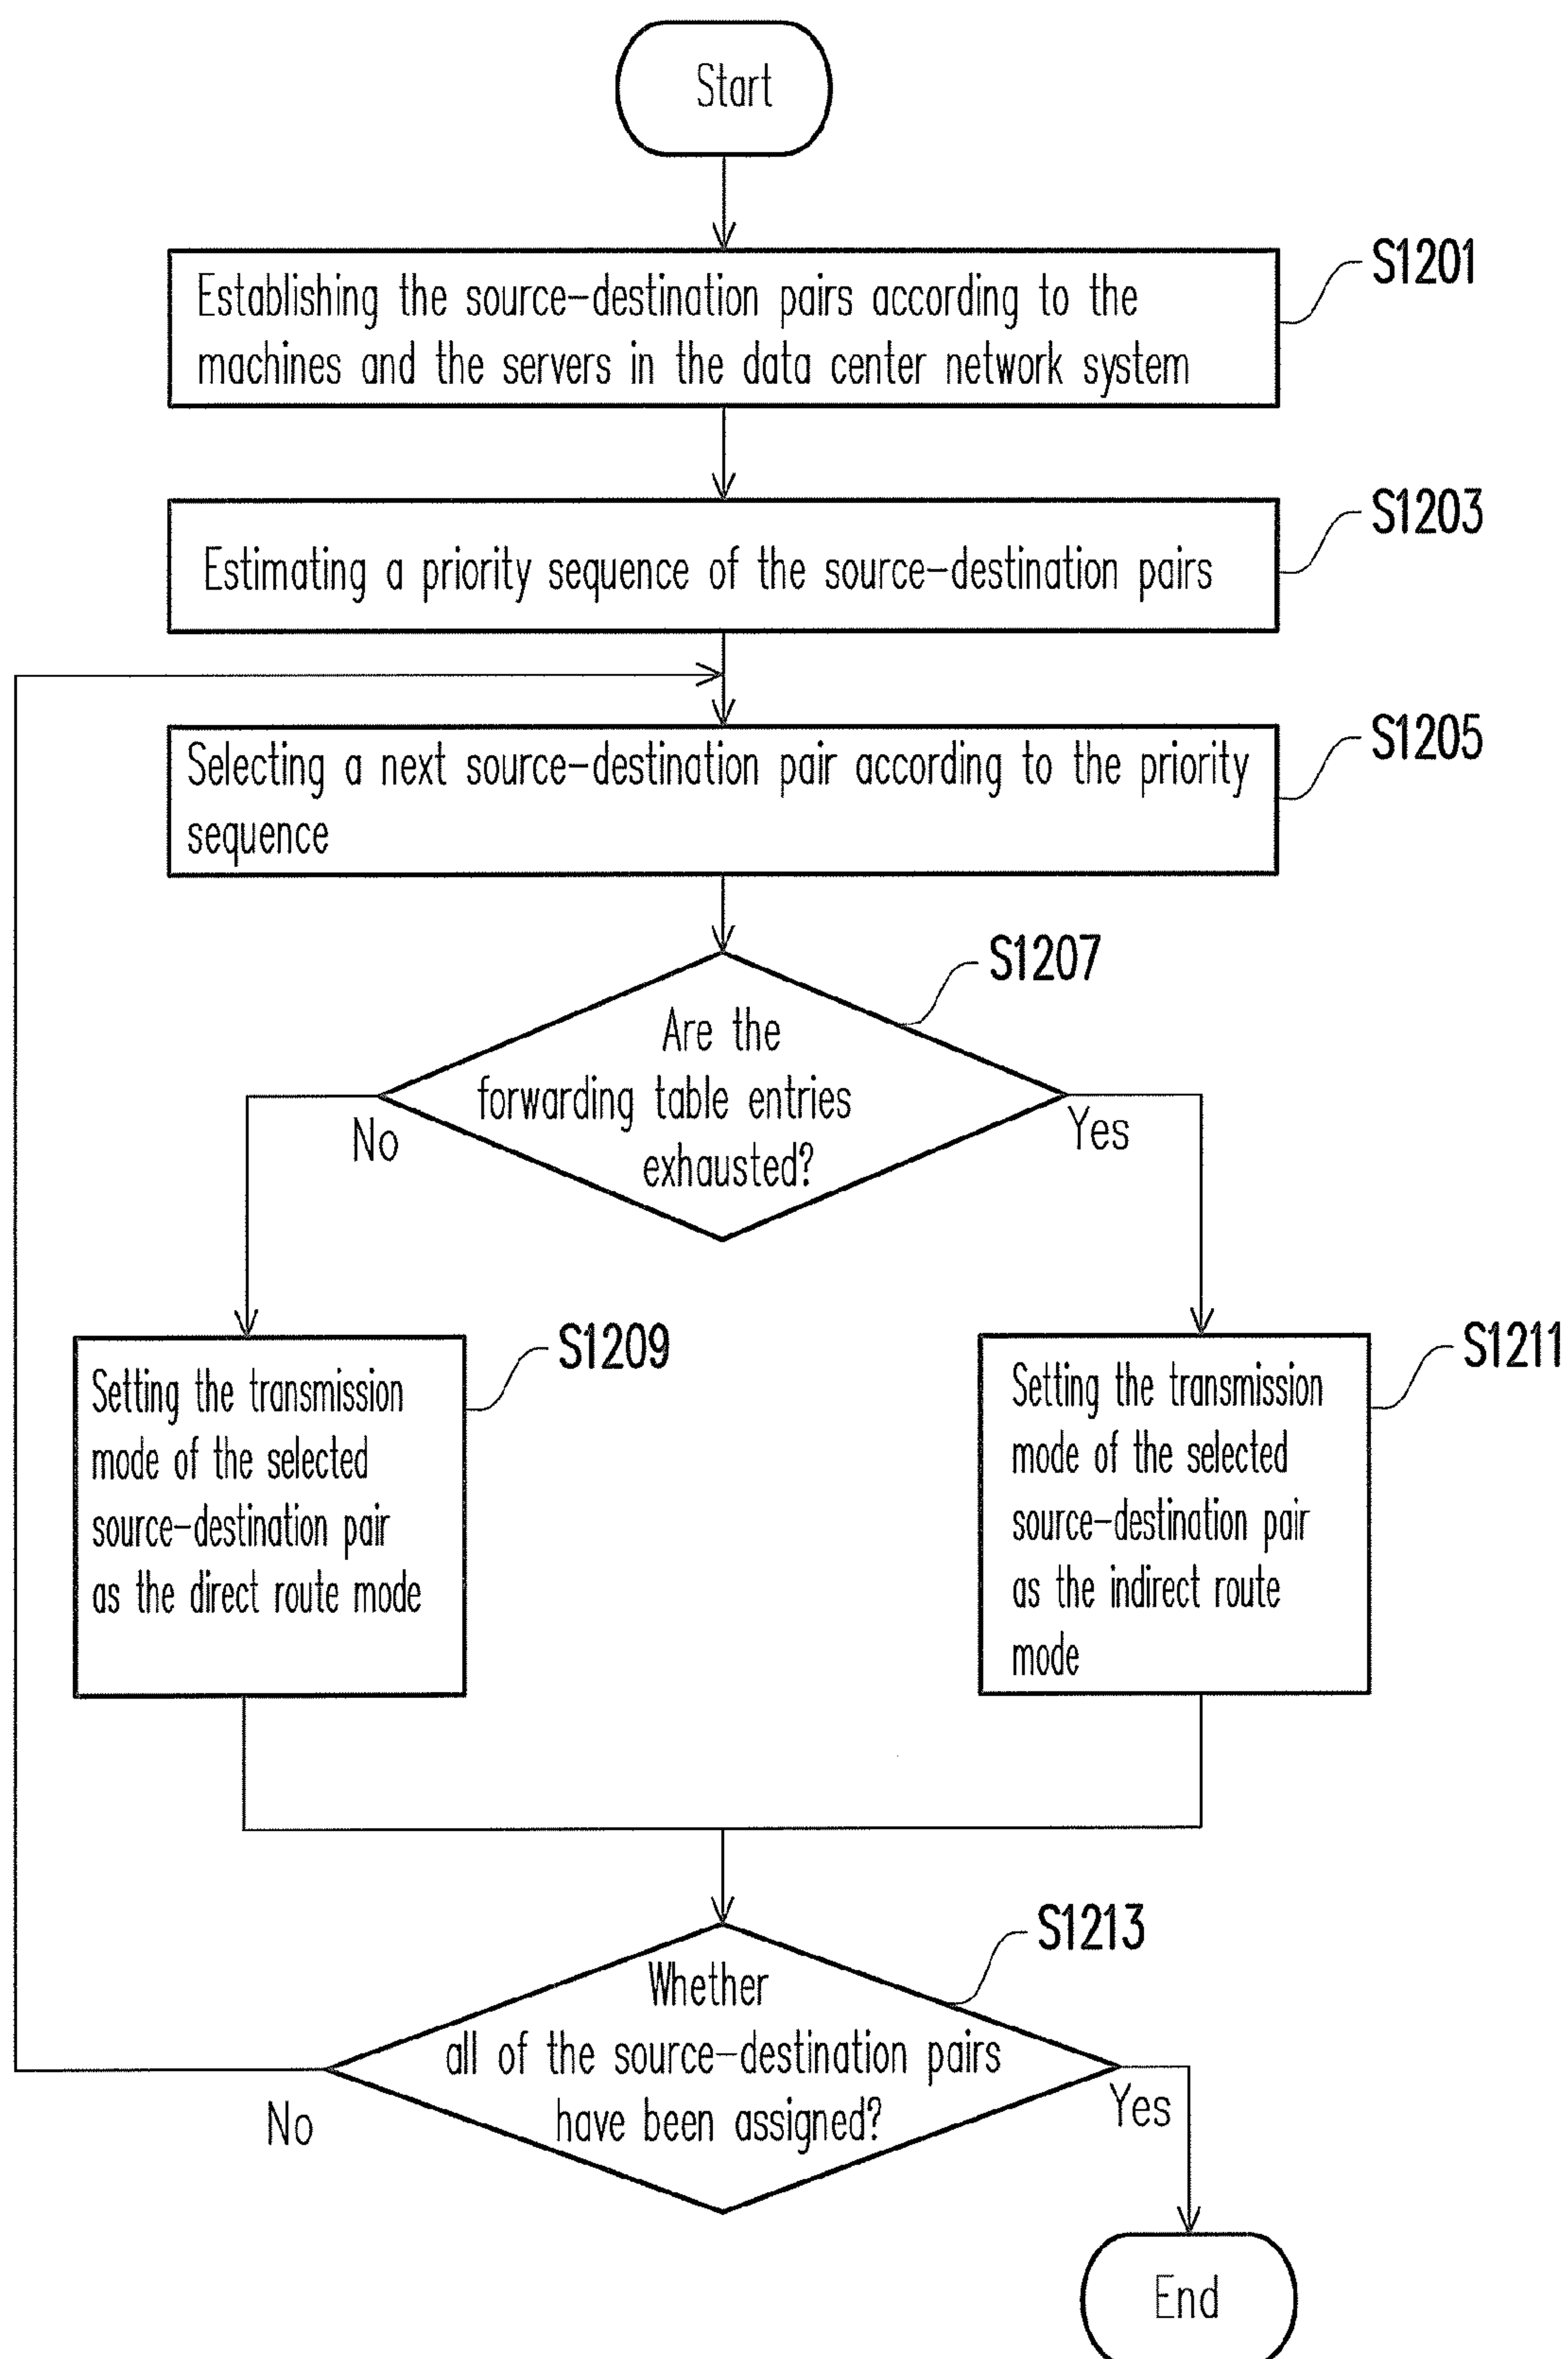 Start
S1201
Establishing the source-destination pairs according to the
machines and the servers in the data center network system
S1203
Estimating a priority sequence of the source-destination pairs
S1205
Selecting a next source-destination pair according to the priority
sequence
S1207
Are the
forwarding table entries
exhausted?
No
Yes
S1209
Setting the transmission
mode of the selected
source-destination pair
as the direct route mode
S1211
Setting the transmission
mode of the selected
source-destination pair
as the indirect route
mode
S1213
Whether
all of the source-destination pairs
have been assigned?
No
Yes
End